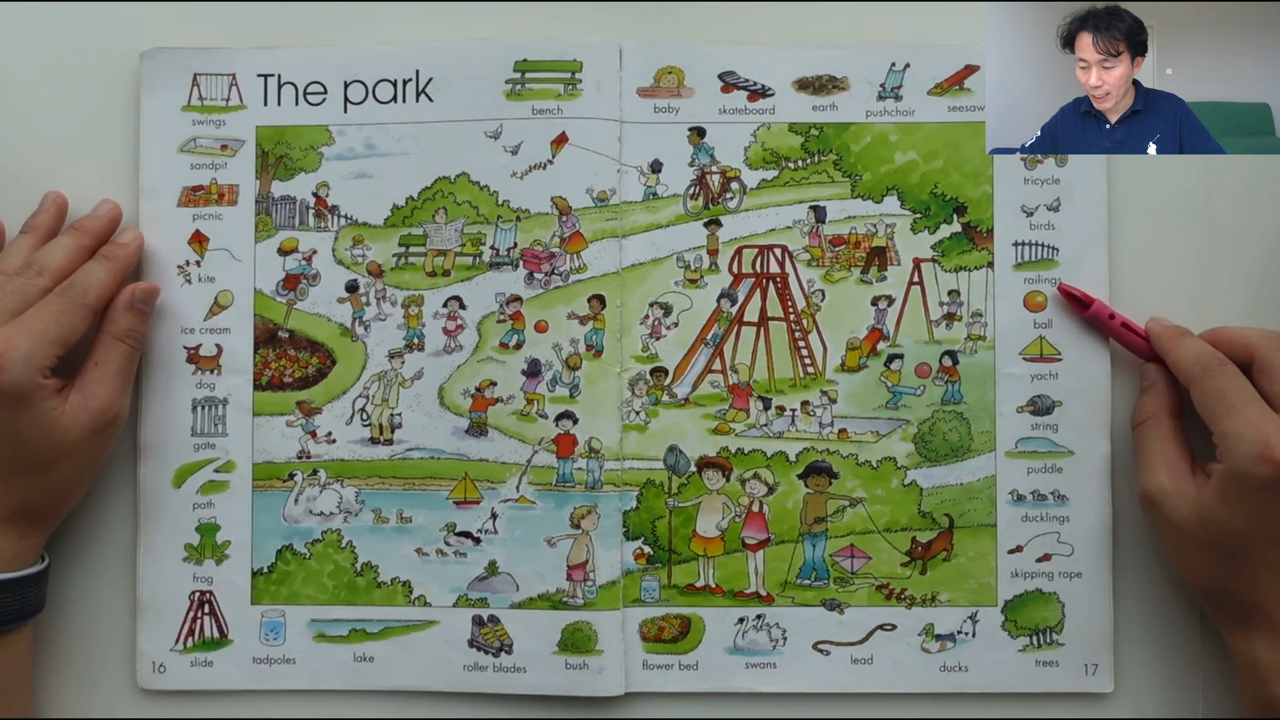 The park
swings
bench
baby
skateboard
earth
pushchair
seesaw
sandpit
picnic
kite
ice cream
dog
gate
path
frog
slide
tricycle
birds
railings
ball
yacht
string
puddle
ducklings
skipping rope
trees
tadpoles
lake
roller blades
bush
flower bed
swans
lead
ducks
16
17